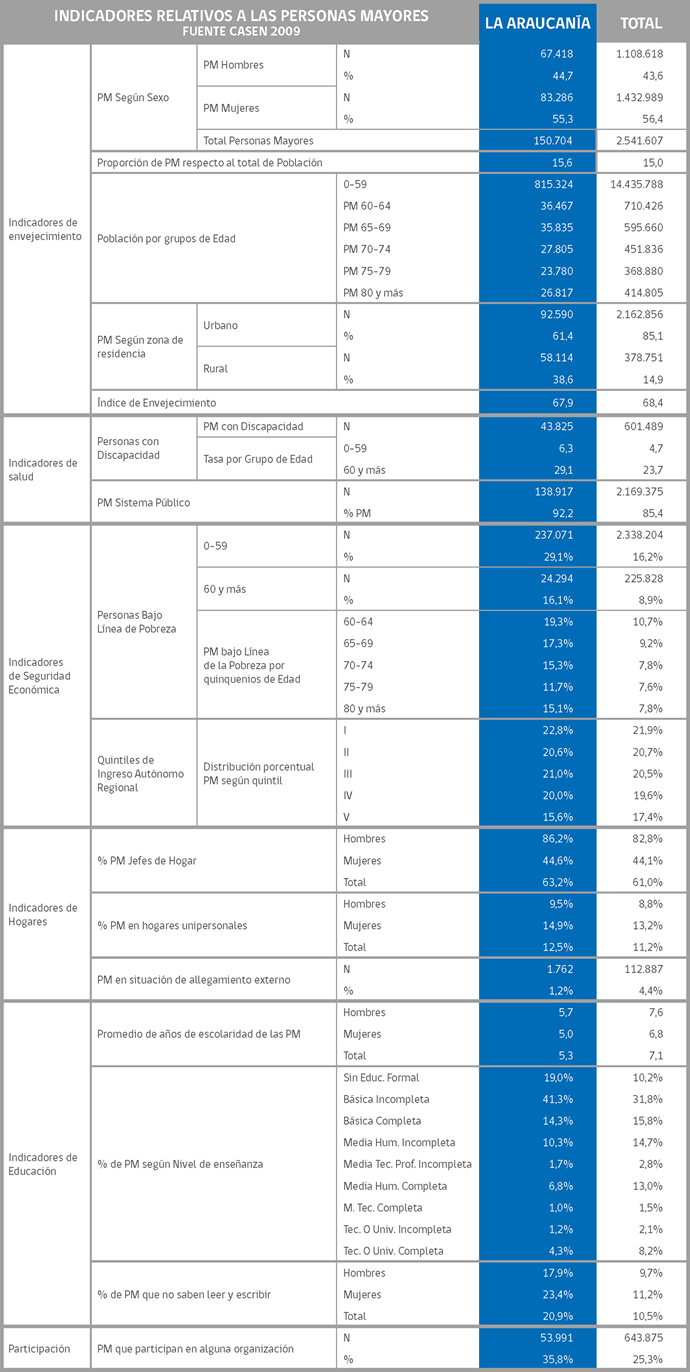 INDICADORES RELATIVOS A LAS PERSONAS MAYORES
FUENTE CASEN 2009
LA ARAUCANÍA
TOTAL
Indicadores de
envejecimiento
PM Según Sexo
PM Hombres
N 67.418 1.108.618
% 44,7 43,6
PM Mujeres
N 83.286 1.432.989
% 55,3 56,4
Total Personas Mayores 150.704 2.541.607
Proporción de PM respecto al total de Población 15,6 15,0
Población por grupos de Edad
0-59 815.324 14.435.788
PM 60-64 36.467 710.426
PM 65-69 35.835 595.660
PM 70-74 27.805 451.836
PM 75-79 23.780 368.880
PM 80 y más 26.817 414.805
PM Según zona de
residencia
Urbano
N 92.590 2.162.856
% 61,4 85,1
Rural
N 58.114 378.751
% 38,6 14,9
Índice de Envejecimiento 67,9 68,4
Indicadores de
salud
Personas con
Discapacidad
PM con Discapacidad N 43.825 601.489
Tasa por Grupo de Edad
0-59 6,3 4,7
60 y más 29,1 23,7
PM Sistema Público
N 138.917 2.169.375
% PM 92,2 85,4
Indicadores
de Seguridad
Económica
Personas Bajo
Línea de Pobreza
0-59
N 237.071 2.338.204
% 29,1% 16,2%
60 y más
N 24.294 225.828
% 16,1% 8,9%
PM bajo Línea
de la Pobreza por
quinquenios de Edad
60-64 19,3% 10,7%
65-69 17,3% 9,2%
70-74 15,3% 7,8%
75-79 11,7% 7,6%
80 y más 15,1% 7,8%
Quintiles de
Ingreso Autónomo
Regional
Distribución porcentual
PM según quintil
I 22,8% 21,9%
II 20,6% 20,7%
III 21,0% 20,5%
IV 20,0% 19,6%
V 15,6% 17,4%
Indicadores de
Hogares
% PM Jefes de Hogar
Hombres 86,2% 82,8%
Mujeres 44,6% 44,1%
Total 63,2% 61,0%
% PM en hogares unipersonales
Hombres 9,5% 8,8%
Mujeres 14,9% 13,2%
Total 12,5% 11,2%
PM en situación de allegamiento externo
N 1.762 112.887
% 1,2% 4,4%
Indicadores de
Educación
Promedio de años de escolaridad de las PM
Hombres 5,7 7,6
Mujeres 5,0 6,8
Total 5,3 7,1
% de PM según Nivel de enseñanza
Sin Educ. Formal 19,0% 10,2%
Básica Incompleta 41,3% 31,8%
Básica Completa 14,3% 15,8%
Media Hum. Incompleta 10,3% 14,7%
Media Tec. Prof. Incompleta 1,7% 2,8%
Media Hum. Completa 6,8% 13,0%
M. Tec. Completa 1,0% 1,5%
Tec. O Univ. Incompleta 1,2% 2,1%
Tec. O Univ. Completa 4,3% 8,2%
% de PM que no saben leer y escribir
Hombres 17,9% 9,7%
Mujeres 23,4% 11,2%
Total 20,9% 10,5%
Participación
PM que participan en alguna organización
N 53.991 643.875
% 35,8% 25,3%